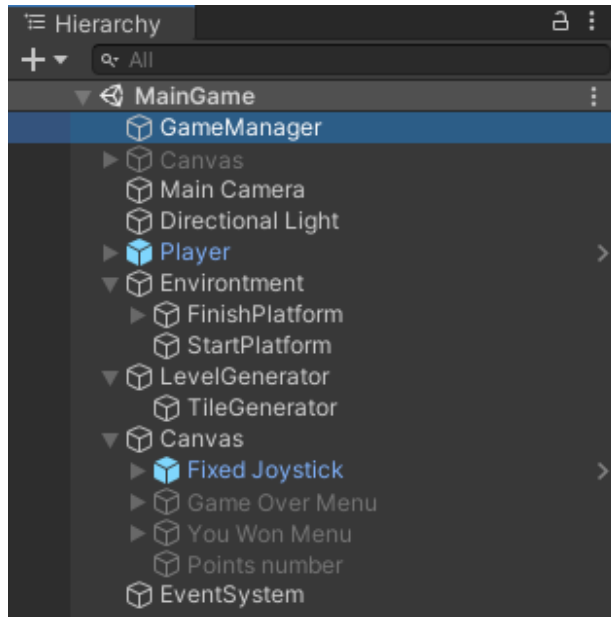 Hierarchy
All
MainGame
GameManager
Canvas
Main Camera
Directional Light
Player
Environtment
FinishPlatform
StartPlatform
LevelGenerator
TileGenerator
Canvas
Fixed Joystick
Game Over Menu
You Won Menu
Points number
EventSystem